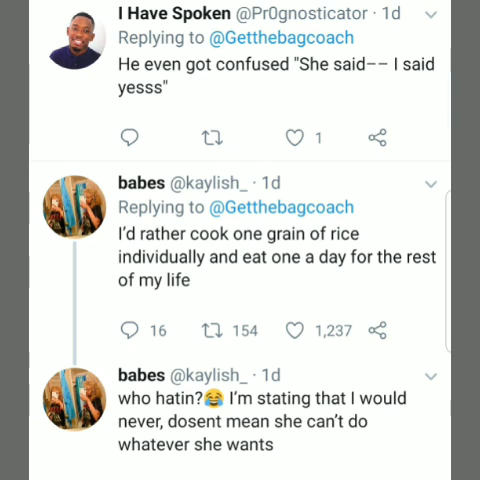 I Have Spoken @Pr0gnosticator · 1d
Replying to @Getthebagcoach
He even got confused "She said–– I said
yesss"
1
babes @kaylish_ · 1d
Replying to @Getthebagcoach
I'd rather cook one grain of rice
individually and eat one a day for the rest
of my life
16 154 1,237
babes @kaylish_ · 1d
who hatin?😂 I'm stating that I would
never, dosent mean she can't do
whatever she wants